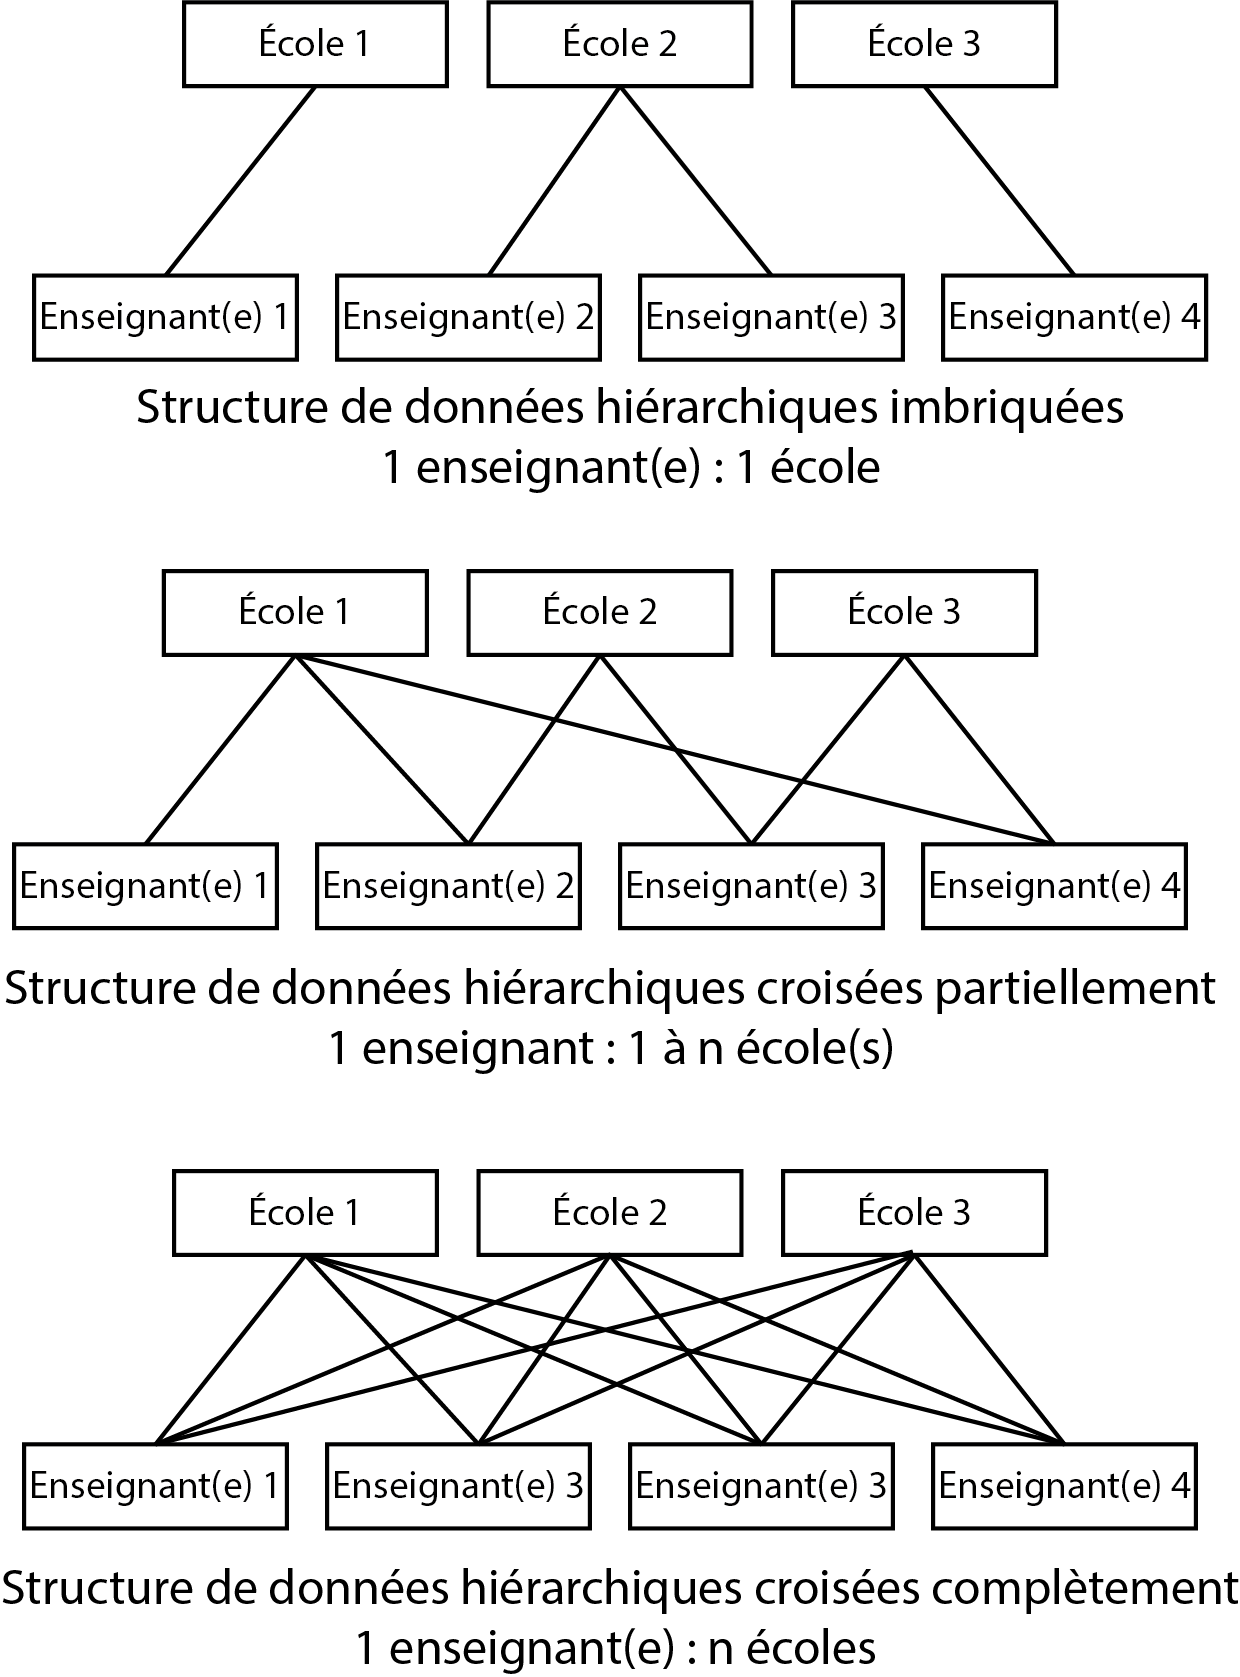 École 1
École 2
École 3
Enseignant(e) 1
Enseignant(e) 2
Enseignant(e) 3
Enseignant(e) 4
Structure de données hiérarchiques imbriquées
1 enseignant(e) : 1 école
École 1
École 2
École 3
Enseignant(e) 1
Enseignant(e) 2
Enseignant(e) 3
Enseignant(e) 4
Structure de données hiérarchiques croisées partiellement
1 enseignant : 1 à n école(s)
École 1
École 2
École 3
Enseignant(e) 1
Enseignant(e) 3
Enseignant(e) 3
Enseignant(e) 4
Structure de données hiérarchiques croisées complètement
1 enseignant(e) : n écoles